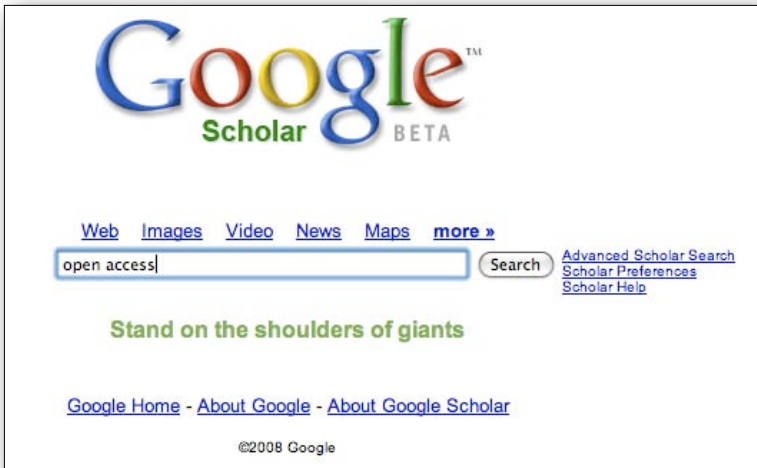 Google™
Scholar BETA
Web Images Video News Maps more »
open access Search Advanced Scholar Search
Scholar Preferences
Scholar Help
Stand on the shoulders of giants
Google Home - About Google - About Google Scholar
©2008 Google